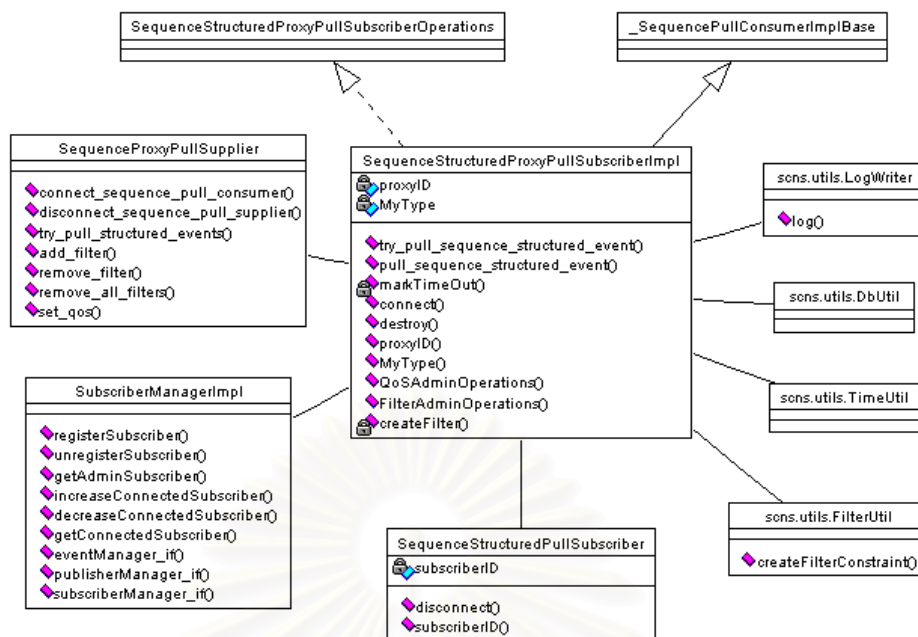 SequenceStructuredProxyPullSubscriberOperations
_SequencePullConsumerImplBase
SequenceProxyPullSupplier
connect_sequence_pull_consumer()
disconnect_sequence_pull_supplier()
try_pull_structured_events()
add_filter()
remove_filter()
remove_all_filters()
set_qos()
SequenceStructuredProxyPullSubscriberImpl
proxyID
MyType
try_pull_sequence_structured_event()
pull_sequence_structured_event()
markTimeOut()
connect()
destroy()
proxyID()
MyType()
QoSAdminOperations()
FilterAdminOperations()
createFilter()
scns.utils.LogWriter
log()
scns.utils.DbUtil
scns.utils.TimeUtil
scns.utils.FilterUtil
createFilterConstraint()
SubscriberManagerImpl
registerSubscriber()
unregisterSubscriber()
getAdminSubscriber()
increaseConnectedSubscriber()
decreaseConnectedSubscriber()
getConnectedSubscriber()
eventManager_if()
publisherManager_if()
subscriberManager_if()
SequenceStructuredPullSubscriber
subscriberID
disconnect()
subscriberID()